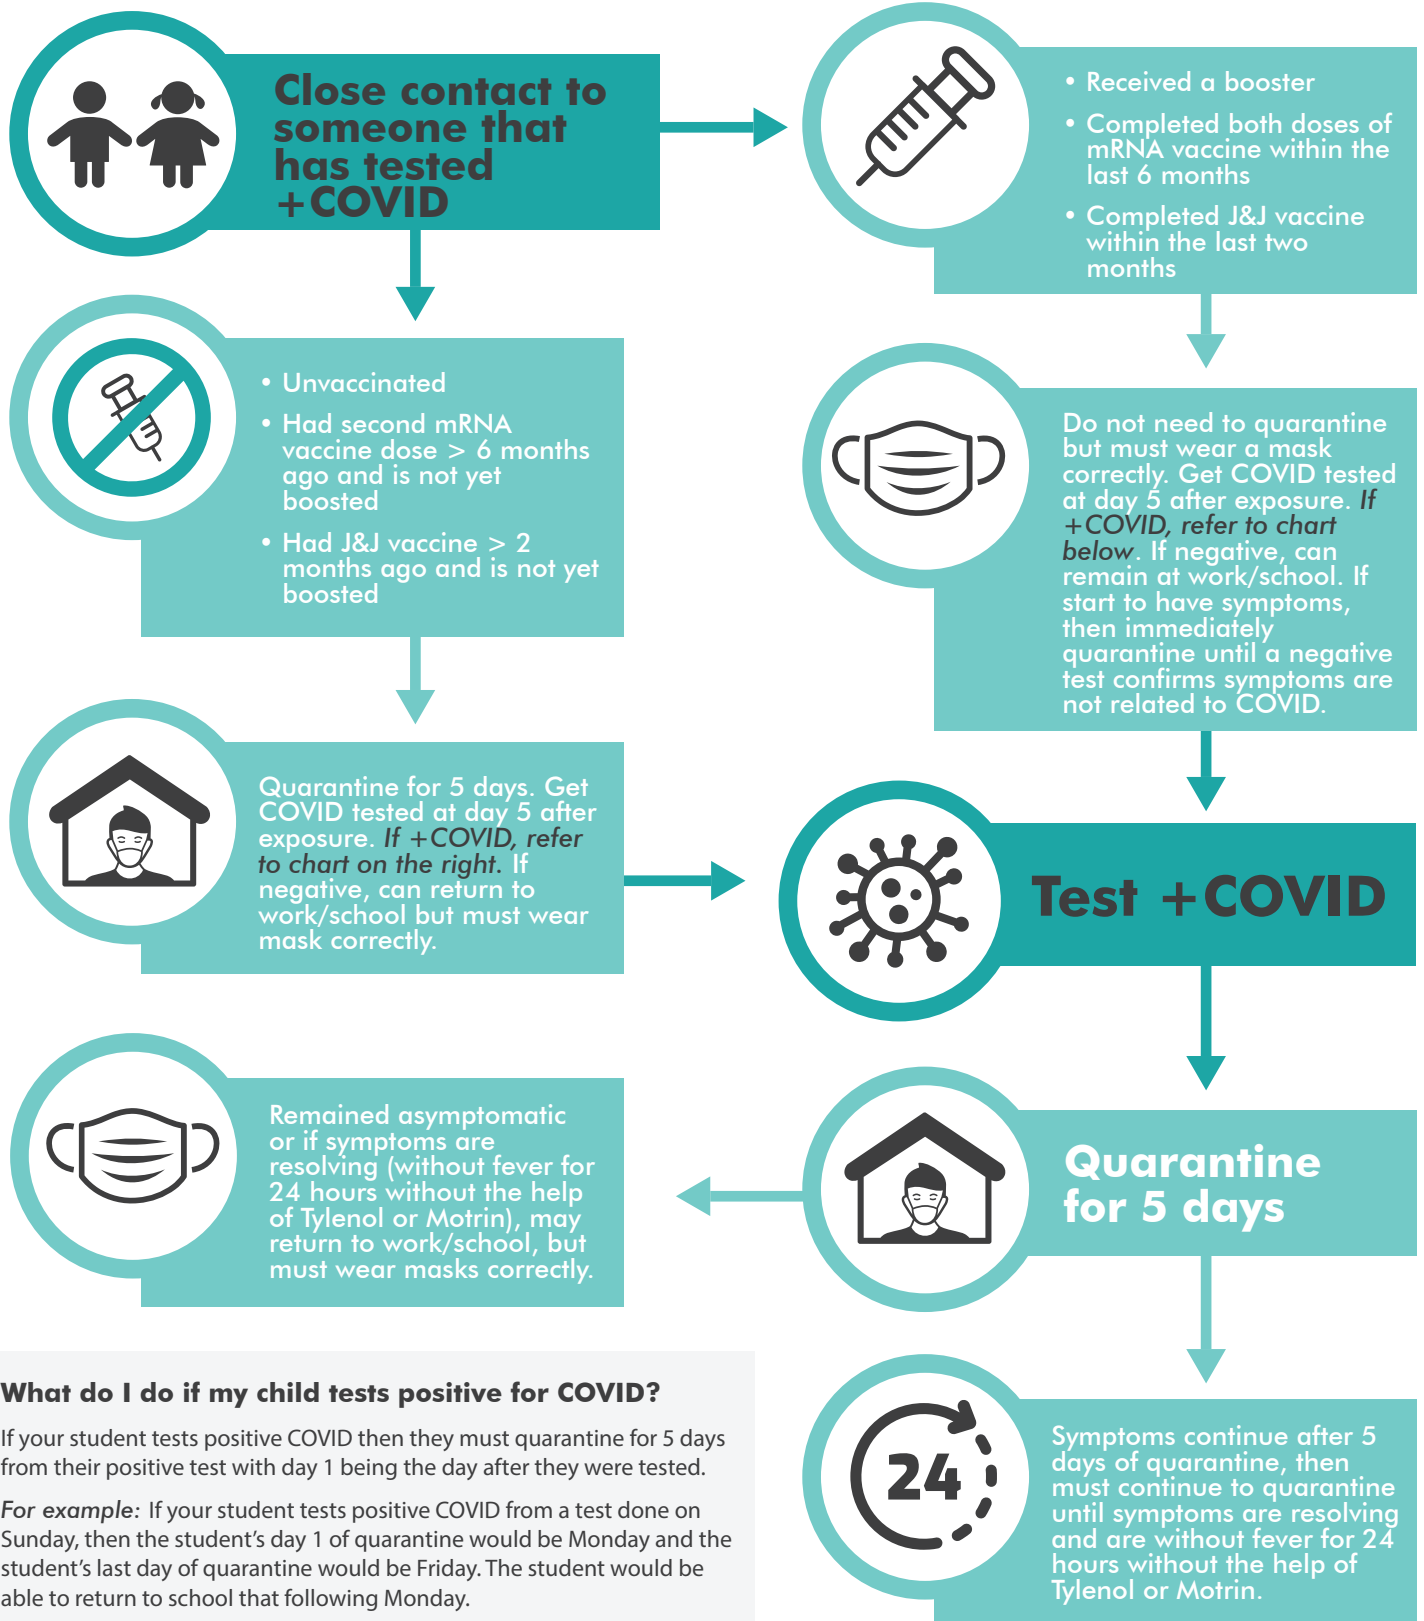 Close contact to
someone that
has tested
+COVID
• Received a booster
• Completed both doses of
mRNA vaccine within the
last 6 months
• Completed J&J vaccine
within the last two
months
• Unvaccinated
• Had second mRNA
vaccine dose > 6 months
ago and is not yet
boosted
• Had J&J vaccine > 2
months ago and is not yet
boosted
Do not need to quarantine
but must wear a mask
correctly. Get COVID tested
at day 5 after exposure. If
+COVID, refer to chart
below. If negative, can
remain at work/school. If
start to have symptoms,
then immediately
quarantine until a negative
test confirms symptoms are
not related to COVID.
Quarantine for 5 days. Get
COVID tested at day 5 after
exposure. If +COVID, refer
to chart on the right. If
negative, can return to
work/school but must wear
mask correctly.
Test +COVID
Quarantine
for 5 days
Remained asymptomatic
or if symptoms are
resolving (without fever for
24 hours without the help
of Tylenol or Motrin), may
return to work/school, but
must wear masks correctly.
24
Symptoms continue after 5
days of quarantine, then
must continue to quarantine
until symptoms are resolving
and are without fever for 24
hours without the help of
Tylenol or Motrin.
What do I do if my child tests positive for COVID?
If your student tests positive COVID then they must quarantine for 5 days
from their positive test with day 1 being the day after they were tested.
For example: If your student tests positive COVID from a test done on
Sunday, then the student’s day 1 of quarantine would be Monday and the
student’s last day of quarantine would be Friday. The student would be
able to return to school that following Monday.